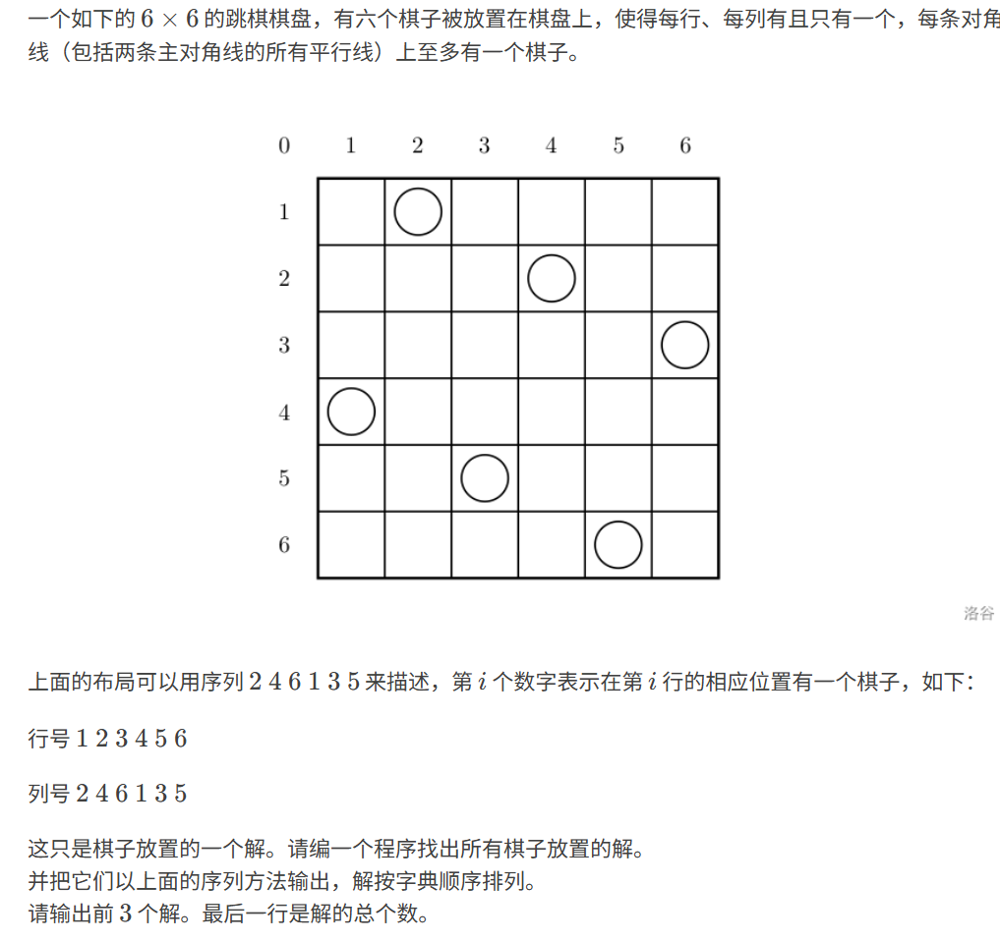 一个如下的 6 × 6 的跳棋棋盘，有六个棋子被放置在棋盘上，使得每行、每列有且只有一个，每条对角
线（包括两条主对角线的所有平行线）上至多有一个棋子。
0 1 2 3 4 5 6
1
2
3
4
5
6
洛谷
上面的布局可以用序列 2 4 6 1 3 5 来描述，第 i 个数字表示在第 i 行的相应位置有一个棋子，如下：
行号 1 2 3 4 5 6
列号 2 4 6 1 3 5
这只是棋子放置的一个解。请编一个程序找出所有棋子放置的解。
并把它们以上面的序列方法输出，解按字典顺序排列。
请输出前 3 个解。最后一行是解的总个数。